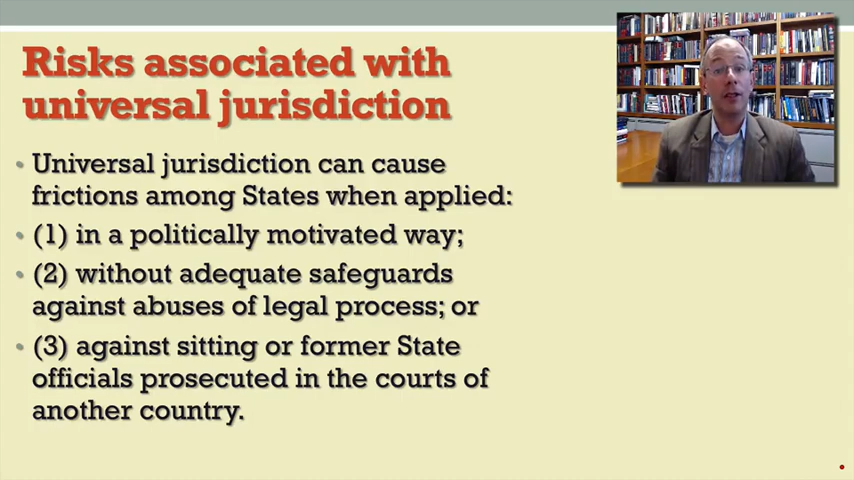 Risks associated with
universal jurisdiction
• Universal jurisdiction can cause
frictions among States when applied:
• (1) in a politically motivated way;
• (2) without adequate safeguards
against abuses of legal process; or
• (3) against sitting or former State
officials prosecuted in the courts of
another country.